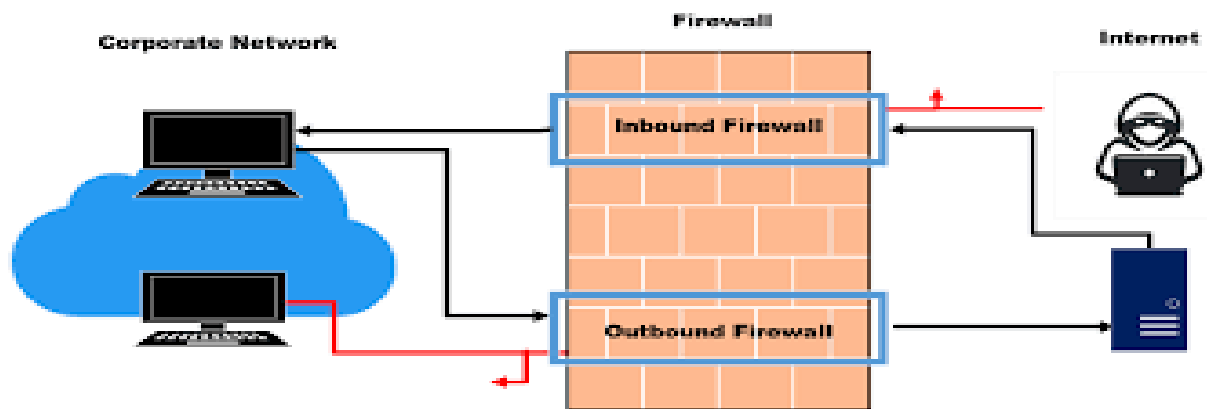 Firewall
Corporate Network
Internet
Inbound Firewall
Outbound Firewall